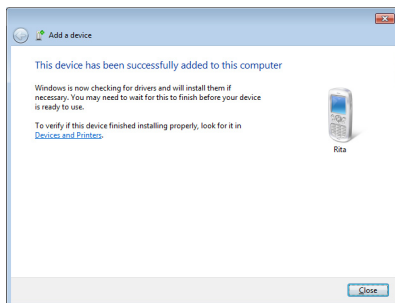 Add a device
This device has been successfully added to this computer
Windows is now checking for drivers and will install them if
necessary. You may need to wait for this to finish before your device
is ready to use.
To verify if this device finished installing properly, look for it in
Devices and Printers.
Rita
Close